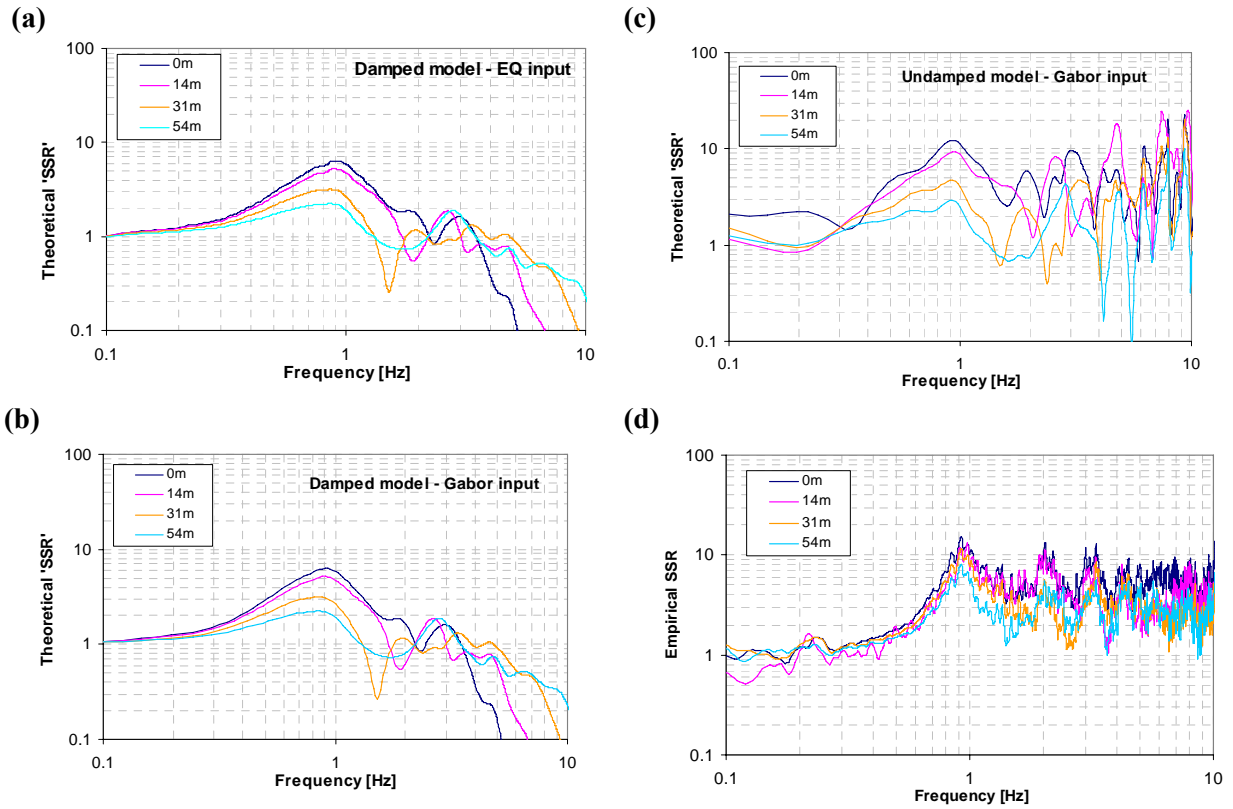 (a)
100
10
1
0.1
0.1
1
10
Theoretical 'SSR'
Frequency [Hz]
0m
14m
31m
54m
Damped model - EQ input
(c)
100
10
1
0.1
0.1
1
10
Theoretical 'SSR'
Frequency [Hz]
0m
14m
31m
54m
Undamped model - Gabor input
(b)
100
10
1
0.1
0.1
1
10
Theoretical 'SSR'
Frequency [Hz]
0m
14m
31m
54m
Damped model - Gabor input
(d)
100
10
1
0.1
0.1
1
10
Empirical SSR
Frequency [Hz]
0m
14m
31m
54m